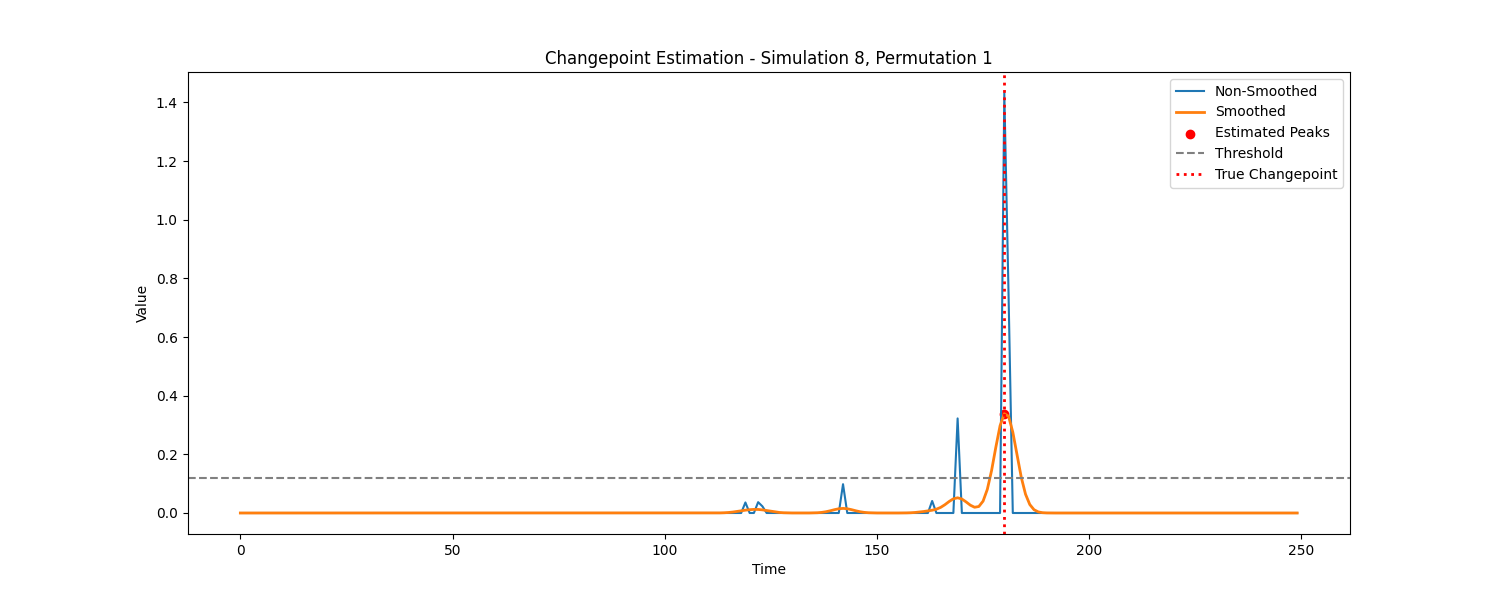 Changepoint Estimation - Simulation 8, Permutation 1
Non-Smoothed
Smoothed
Estimated Peaks
Threshold
True Changepoint
Value
1.4
1.2
1.0
0.8
0.6
0.4
0.2
0.0
0 50 100 150 200 250
Time